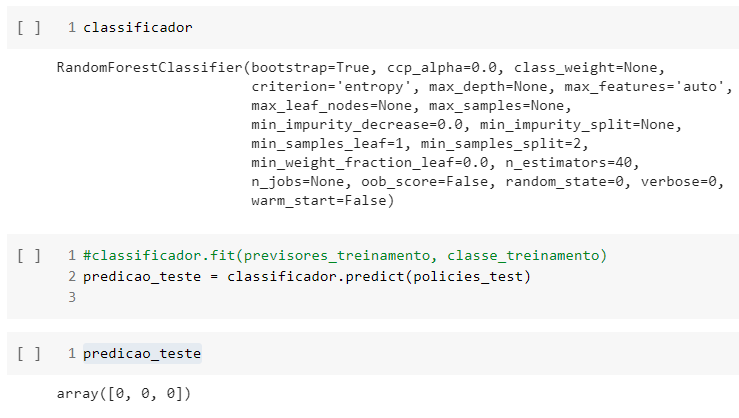 [ ] 1 classificador
RandomForestClassifier(bootstrap=True, ccp_alpha=0.0, class_weight=None,
criterion='entropy', max_depth=None, max_features='auto',
max_leaf_nodes=None, max_samples=None,
min_impurity_decrease=0.0, min_impurity_split=None,
min_samples_leaf=1, min_samples_split=2,
min_weight_fraction_leaf=0.0, n_estimators=40,
n_jobs=None, oob_score=False, random_state=0, verbose=0,
warm_start=False)
[ ] 1 #classificador.fit(previsores_treinamento, classe_treinamento)
2 predicao_teste = classificador.predict(policies_test)
3
[ ] 1 predicao_teste
array([0, 0, 0])